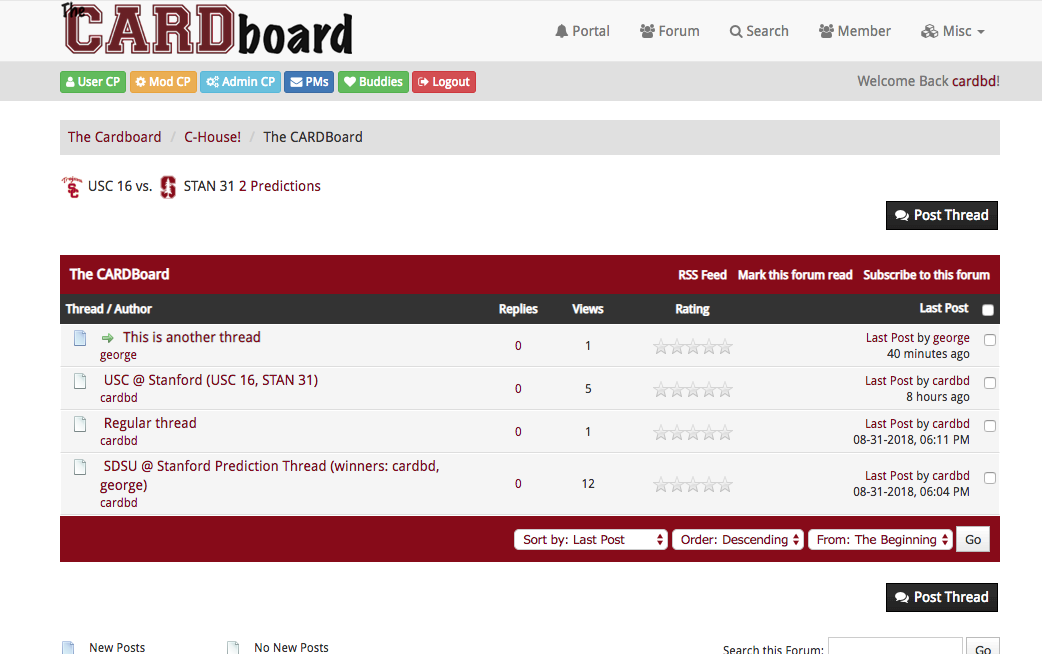 The CARDboard
Portal Forum Search Member Misc
User CP Mod CP Admin CP PMs Buddies Logout
Welcome Back cardbd!
The Cardboard / C-House! / The CARDBoard
USC 16 vs. STAN 31 2 Predictions
Post Thread
The CARDBoard RSS Feed Mark this forum read Subscribe to this forum
Thread / Author Replies Views Rating Last Post
This is another thread 0 1 Last Post by george
george 40 minutes ago
USC @ Stanford (USC 16, STAN 31) 0 5 Last Post by cardbd
cardbd 8 hours ago
Regular thread 0 1 Last Post by cardbd
cardbd 08-31-2018, 06:11 PM
SDSU @ Stanford Prediction Thread (winners: cardbd, 0 12 Last Post by cardbd
george) 08-31-2018, 06:04 PM
cardbd
Sort by: Last Post Order: Descending From: The Beginning Go
Post Thread
New Posts No New Posts Search this Forum: Go